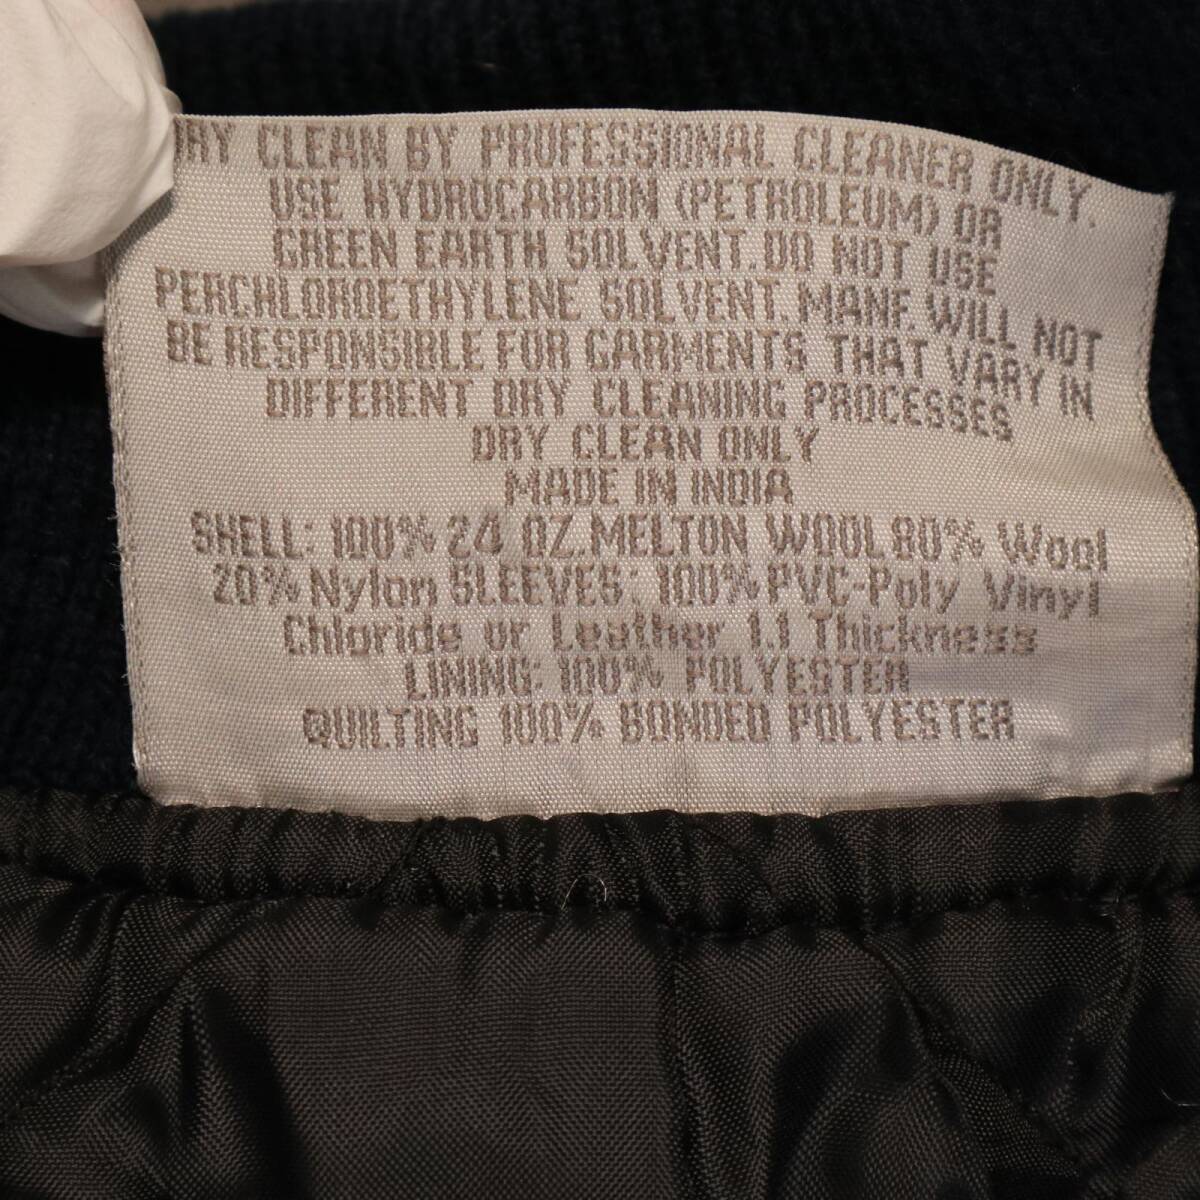 DRY CLEAN BY PROFESSIONAL CLEANER ONLY.
USE HYDROCARBON (PETROLEUM) OR
GREEN EARTH SOLVENT. DO NOT USE
PERCHLOROETHYLENE SOLVENT. MANF. WILL NOT
BE RESPONSIBLE FOR GARMENTS THAT VARY IN
DIFFERENT DRY CLEANING PROCESSES
DRY CLEAN ONLY
MADE IN INDIA
SHELL: 100% 24 OZ. MELTON WOOL 80% Wool
20% Nylon SLEEVES: 100% PVC-Poly Vinyl
Chloride or Leather 1.1 Thickness
LINING: 100% POLYESTER
QUILTING 100% BONDED POLYESTER